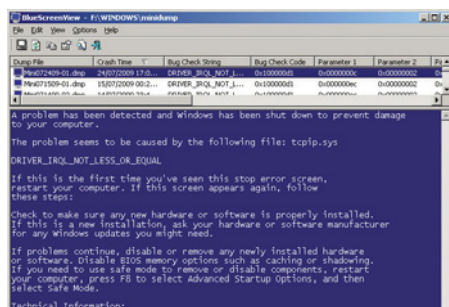 BlueScreenView - F:\WINDOWS\minidump
File Edit View Options Help
Dump File Crash Time Bug Check String Bug Check Code Parameter 1 Parameter 2
Mini072409-01.dmp 24/07/2009 17:0... DRIVER_IRQL_NOT_L... 0x100000d1 0x0000000c 0x00000002
Mini071509-01.dmp 15/07/2009 00:2... DRIVER_IRQL_NOT_L... 0x100000d1 0x000000ec 0x00000002
A problem has been detected and Windows has been shut down to prevent damage
to your computer.
The problem seems to be caused by the following file: tcpip.sys
DRIVER_IRQL_NOT_LESS_OR_EQUAL
If this is the first time you've seen this stop error screen,
restart your computer. If this screen appears again, follow
these steps:
Check to make sure any new hardware or software is properly installed.
If this is a new installation, ask your hardware or software manufacturer
for any Windows updates you might need.
If problems continue, disable or remove any newly installed hardware
or software. Disable BIOS memory options such as caching or shadowing.
If you need to use safe mode to remove or disable components, restart
your computer, press F8 to select Advanced Startup Options, and then
select Safe Mode.
Technical Information: